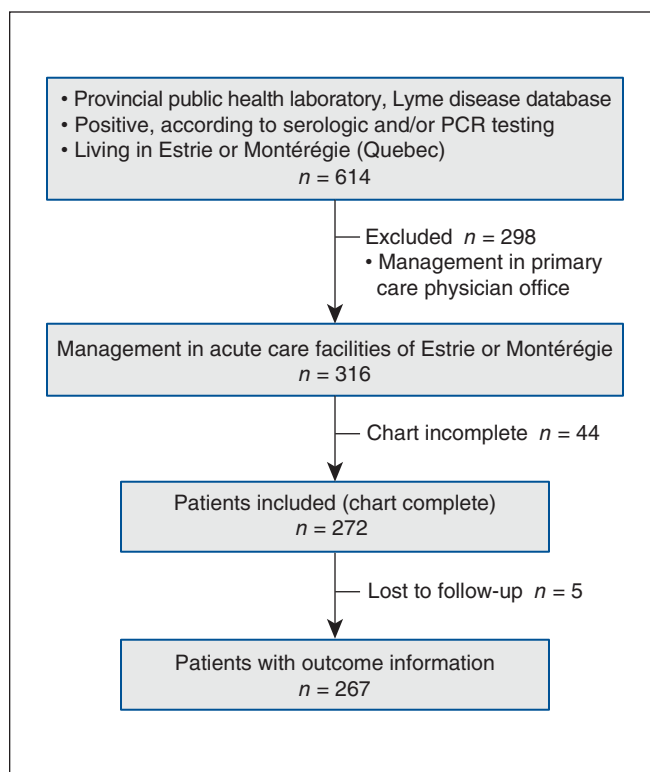 • Provincial public health laboratory, Lyme disease database
• Positive, according to serologic and/or PCR testing
• Living in Estrie or Montérégie (Quebec)
n = 614
Excluded n = 298
• Management in primary
care physician office
Management in acute care facilities of Estrie or Montérégie
n = 316
Chart incomplete n = 44
Patients included (chart complete)
n = 272
Lost to follow-up n = 5
Patients with outcome information
n = 267